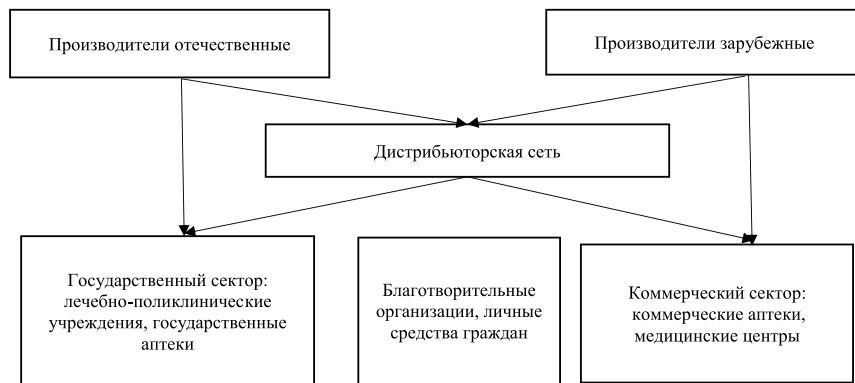 Производители отечественные
Производители зарубежные
Дистрибьюторская сеть
Государственный сектор:
лечебно-поликлинические
учреждения, государственные
аптеки
Благотворительные
организации, личные
средства граждан
Коммерческий сектор:
коммерческие аптеки,
медицинские центры